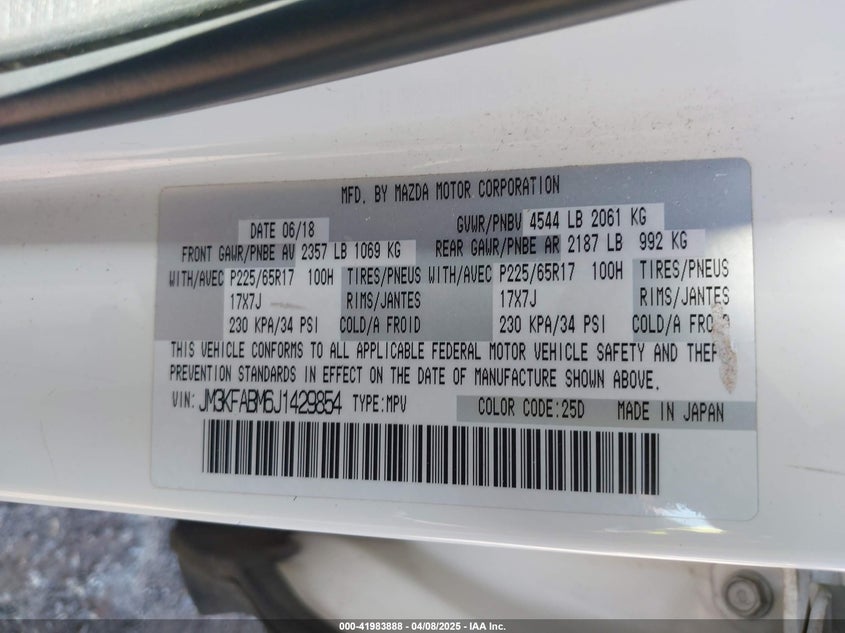 MFD. BY MAZDA MOTOR CORPORATION
DATE 06/18 GVWR/PNBV 4544 LB 2061 KG
FRONT GAWR/PNBE AV 2357 LB 1069 KG REAR GAWR/PNBE AR 2187 LB 992 KG
WITH/AVEC P225/65R17 100H TIRES/PNEUS WITH/AVEC P225/65R17 100H TIRES/PNEUS
17X7J RIMS/JANTES 17X7J RIMS/JANTES
230 KPA/34 PSI COLD/A FROID 230 KPA/34 PSI COLD/A FROID
THIS VEHICLE CONFORMS TO ALL APPLICABLE FEDERAL MOTOR VEHICLE SAFETY AND THEFT
PREVENTION STANDARDS IN EFFECT ON THE DATE OF MANUFACTURE SHOWN ABOVE.
VIN: JM3KFABM6J1429854 TYPE:MPV COLOR CODE:25D MADE IN JAPAN
000-41983888 - 04/08/2025 - IAA Inc.